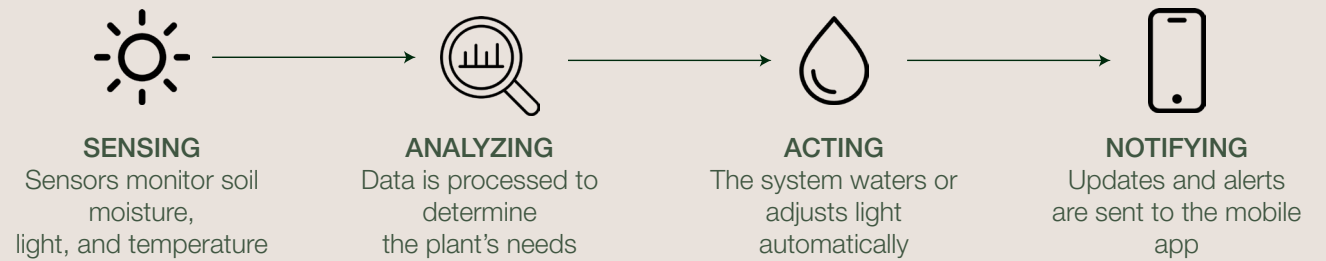 SENSING
Sensors monitor soil
moisture,
light, and temperature
ANALYZING
Data is processed to
determine
the plant’s needs
ACTING
The system waters or
adjusts light
automatically
NOTIFYING
Updates and alerts
are sent to the mobile
app